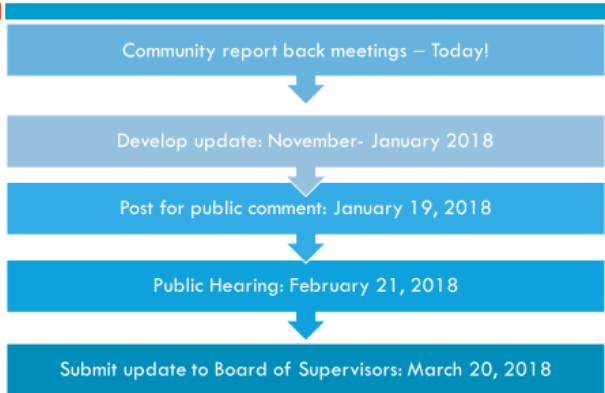 Community report back meetings – Today!
Develop update: November- January 2018
Post for public comment: January 19, 2018
Public Hearing: February 21, 2018
Submit update to Board of Supervisors: March 20, 2018